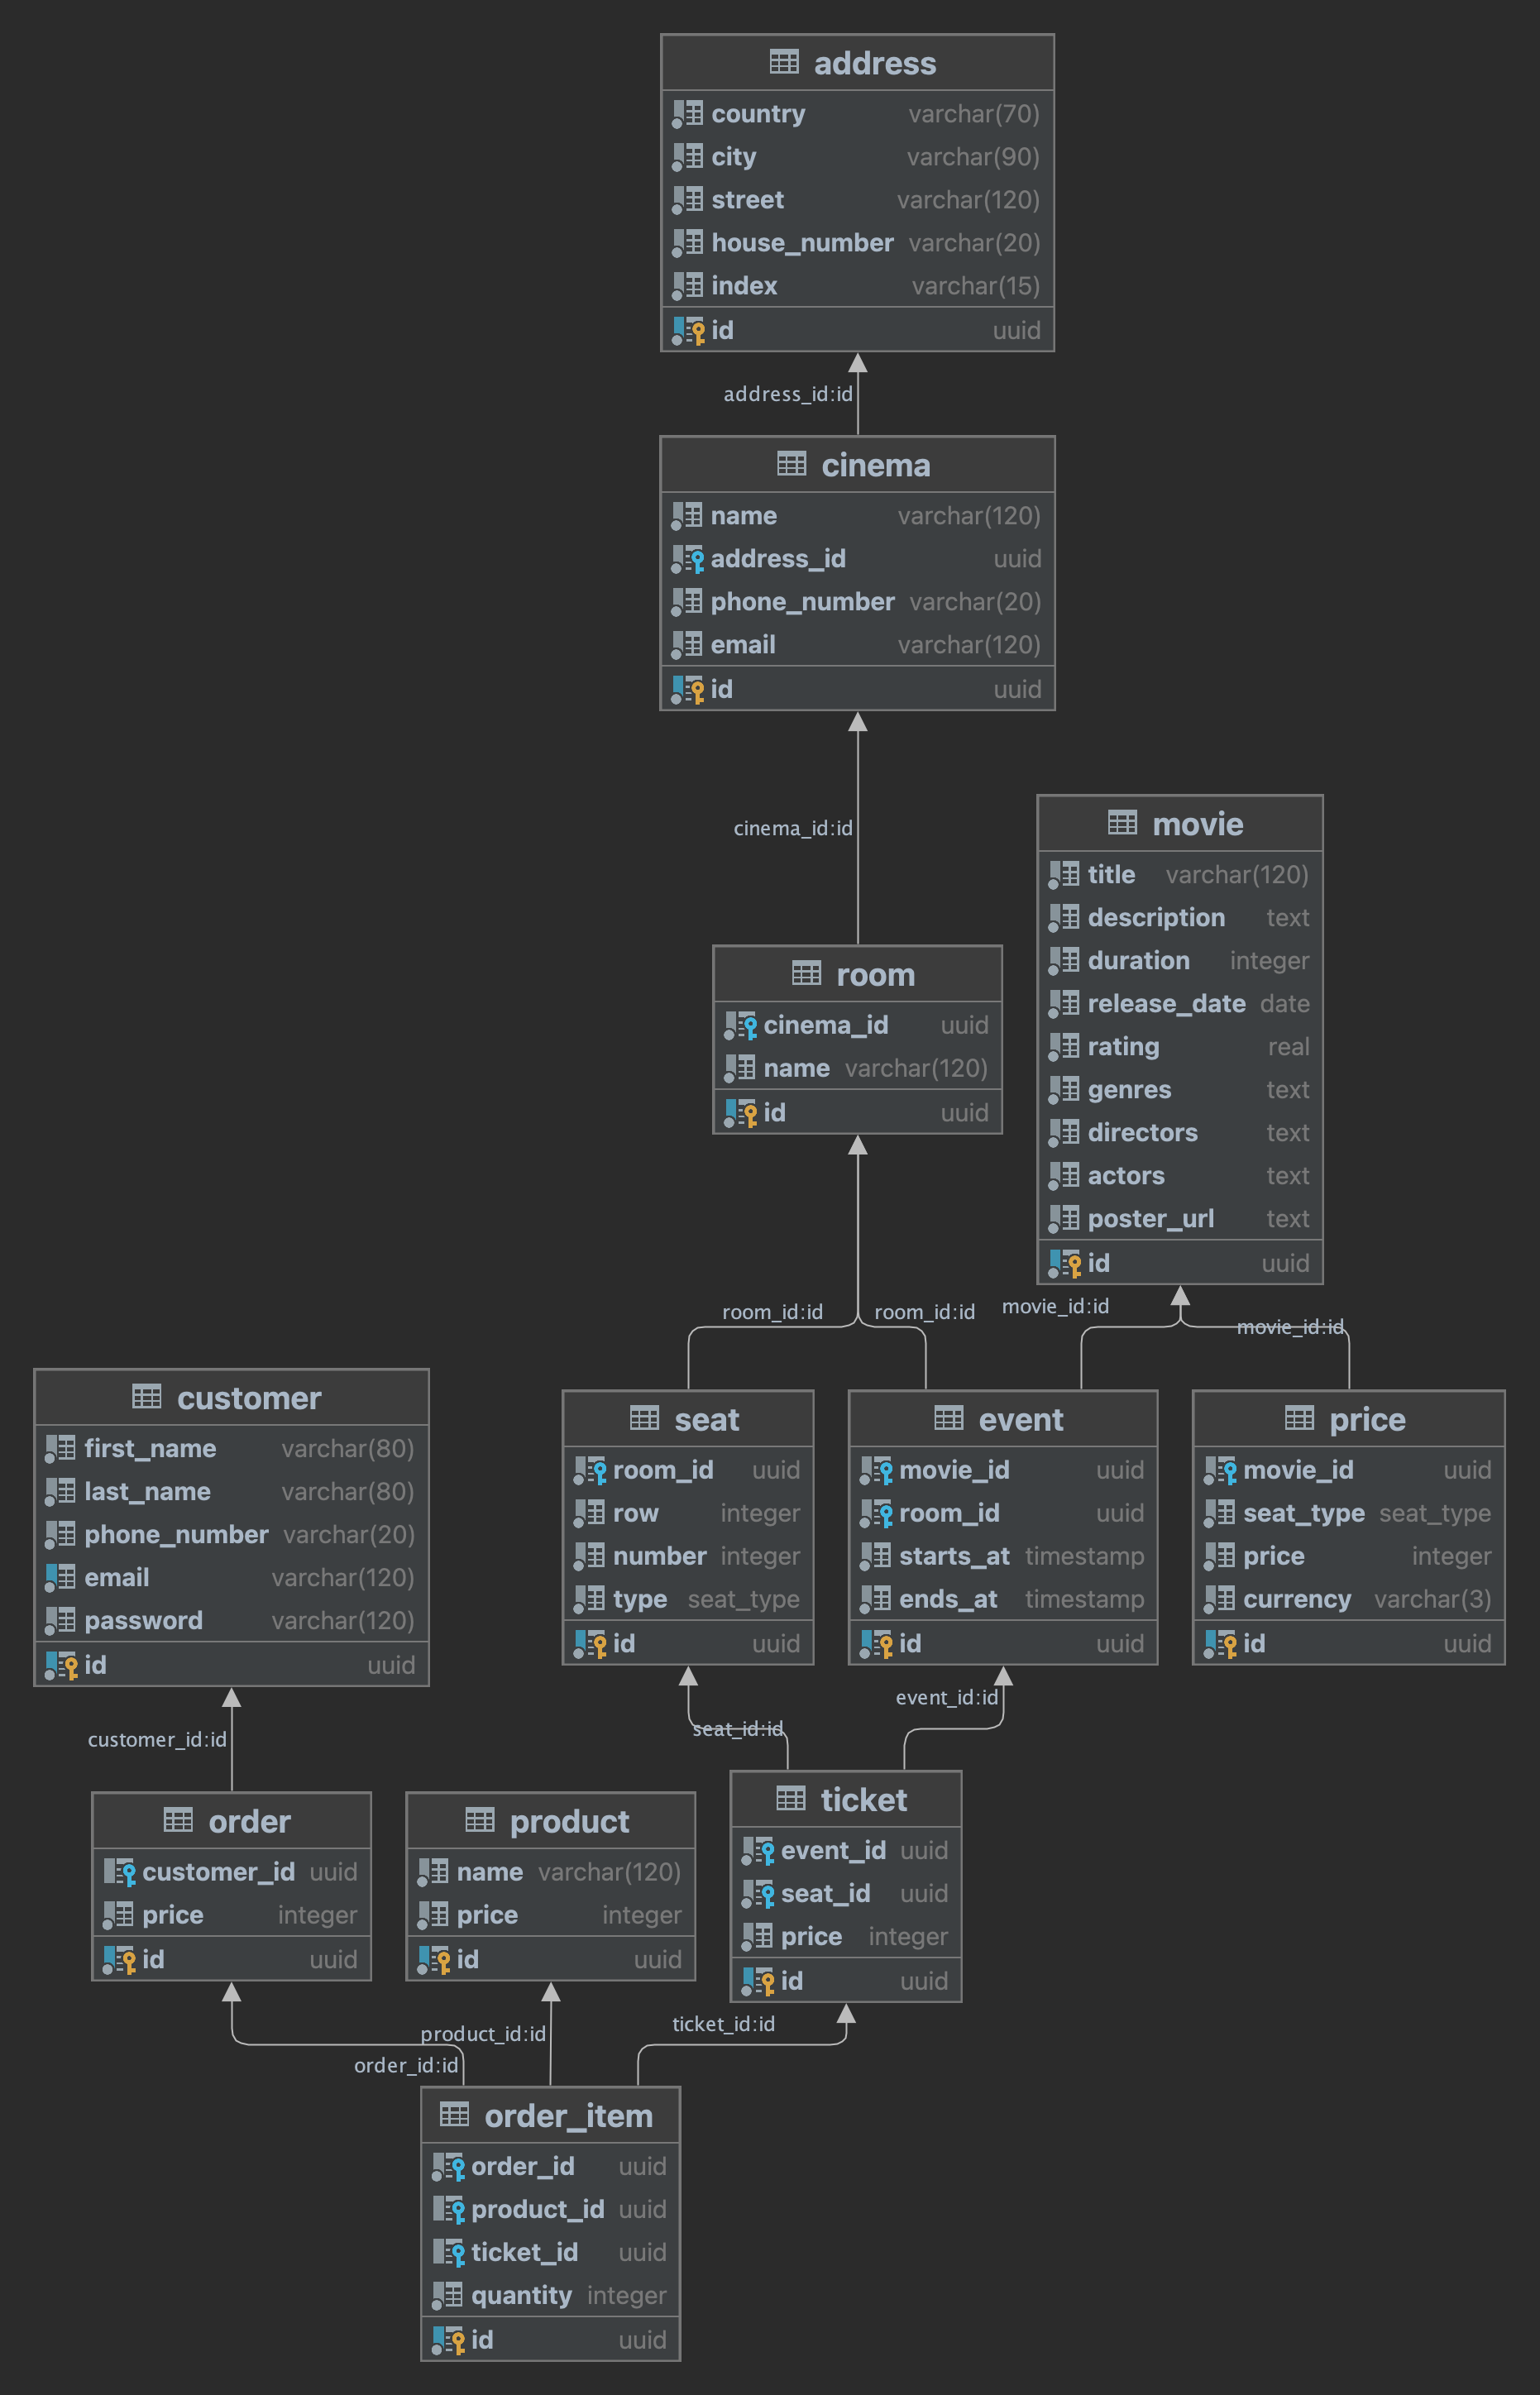 address
country varchar(70)
city varchar(90)
street varchar(120)
house_number varchar(20)
index varchar(15)
id uuid
address_id:id
cinema
name varchar(120)
address_id uuid
phone_number varchar(20)
email varchar(120)
id uuid
cinema_id:id
movie
title varchar(120)
description text
duration integer
release_date date
rating real
genres text
directors text
actors text
poster_url text
id uuid
room
cinema_id uuid
name varchar(120)
id uuid
room_id:id
room_id:id
movie_id:id
movie_id:id
customer
first_name varchar(80)
last_name varchar(80)
phone_number varchar(20)
email varchar(120)
password varchar(120)
id uuid
seat
room_id uuid
row integer
number integer
type seat_type
id uuid
event
movie_id uuid
room_id uuid
starts_at timestamp
ends_at timestamp
id uuid
price
movie_id uuid
seat_type seat_type
price integer
currency varchar(3)
id uuid
customer_id:id
seat_id:id
event_id:id
order
customer_id uuid
price integer
id uuid
product
name varchar(120)
price integer
id uuid
ticket
event_id uuid
seat_id uuid
price integer
id uuid
order_id:id
product_id:id
ticket_id:id
order_item
order_id uuid
product_id uuid
ticket_id uuid
quantity integer
id uuid